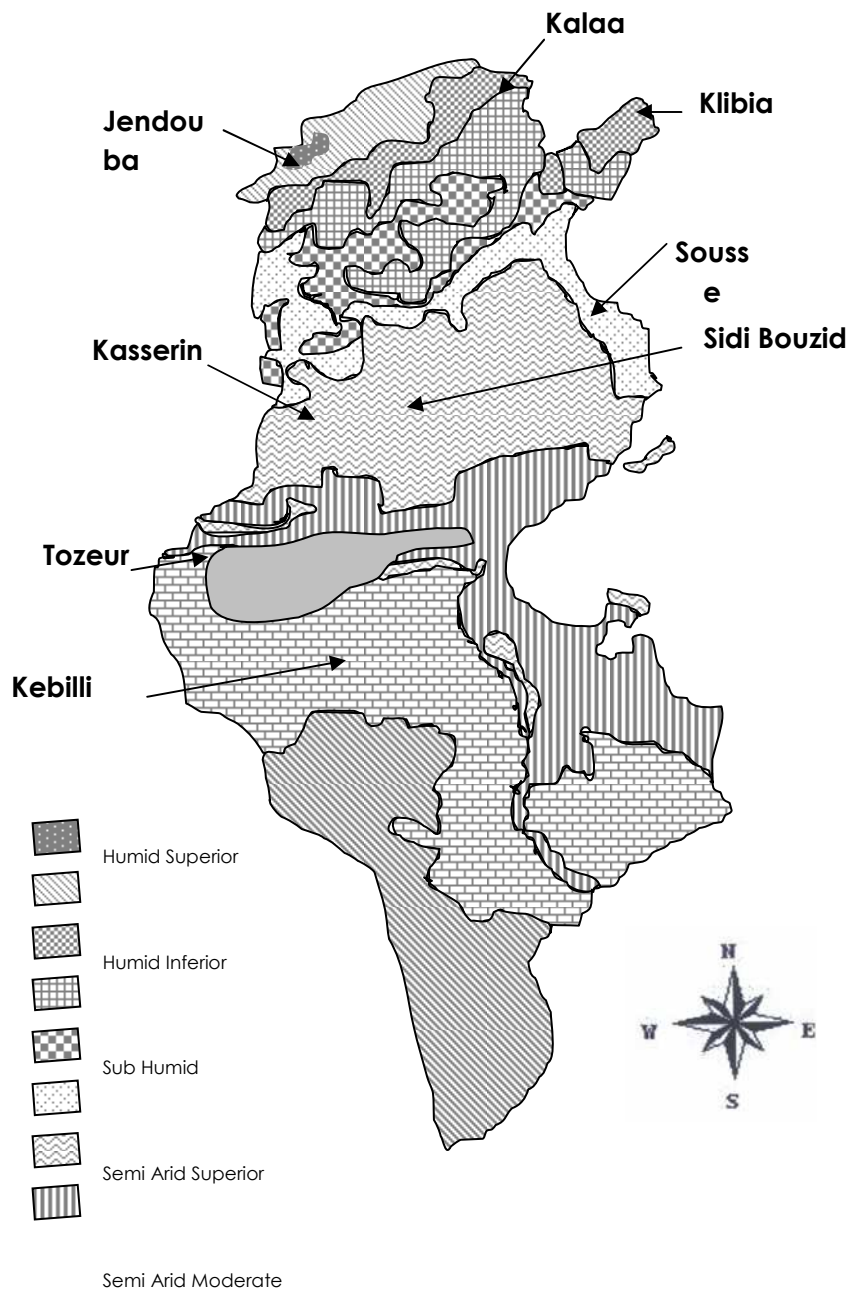 Kalaa
Klibia
Jendou
ba
Souss
e
Sidi Bouzid
Kasserin
Tozeur
Kebilli
Humid Superior
Humid Inferior
Sub Humid
Semi Arid Superior
Semi Arid Moderate
N
W
E
S